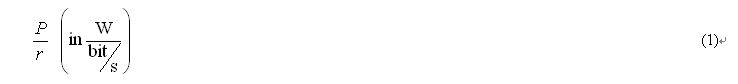 P/r (in W/(bit/s)) (1)↵